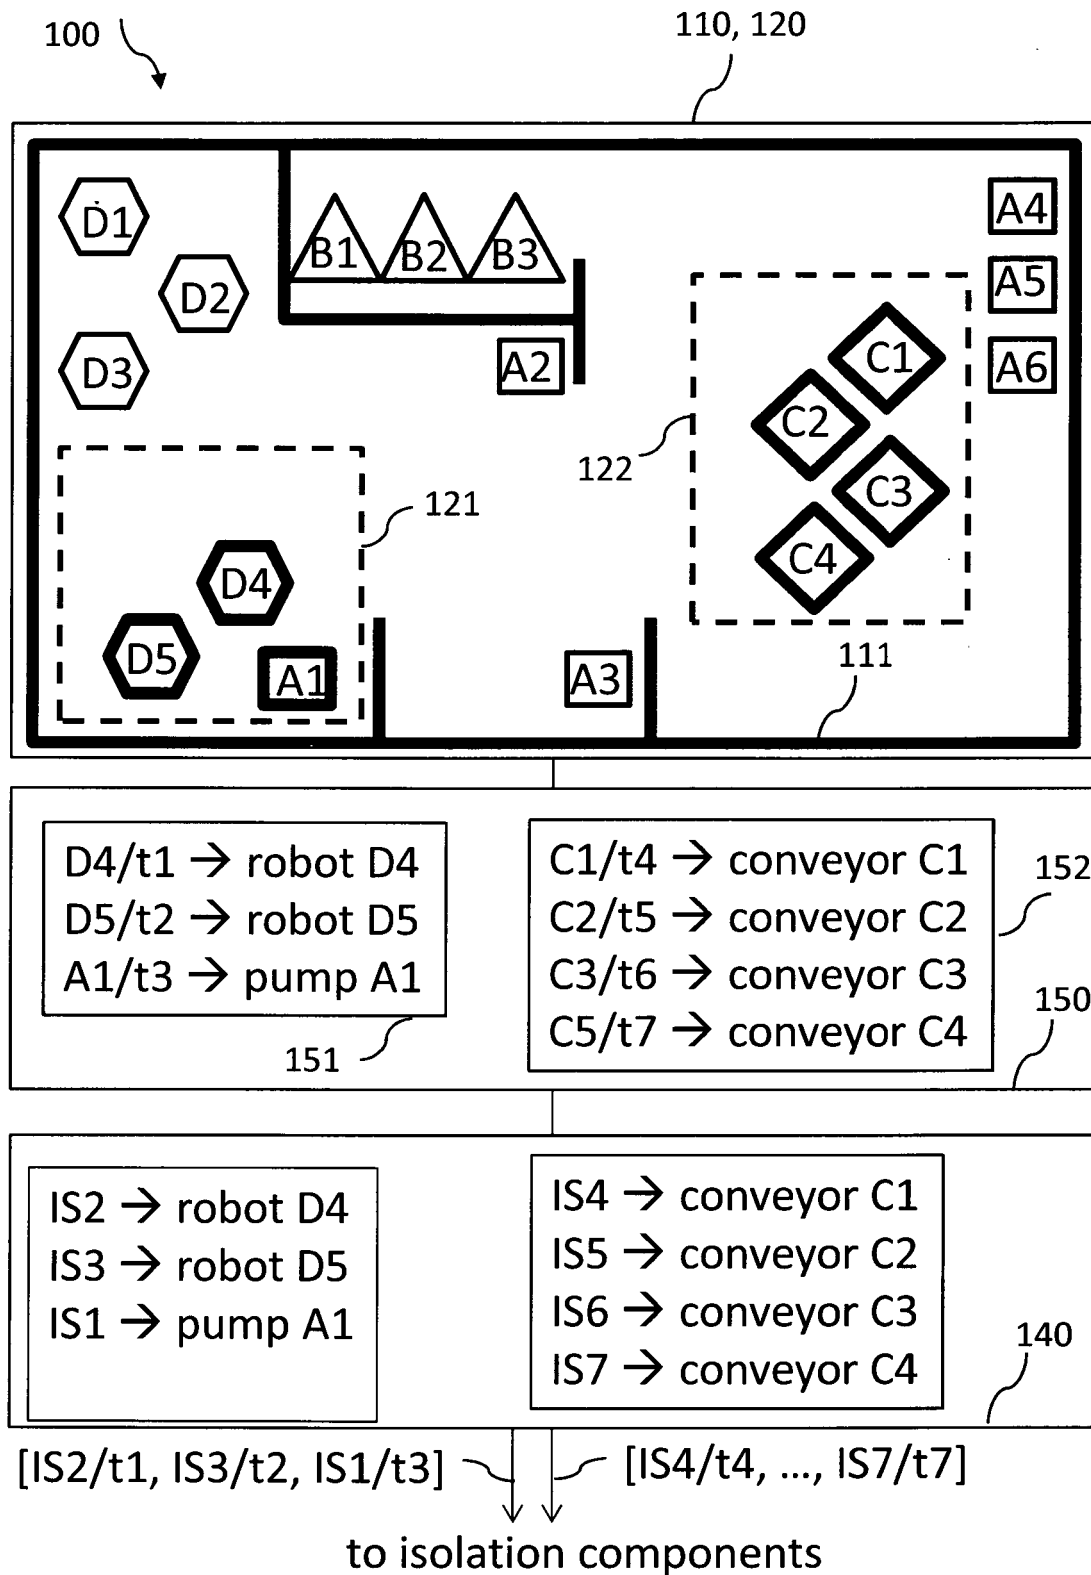 100
110, 120
D1
D2
D3
B1 B2 B3
A2
A4
A5
A6
C1
C2
C3
C4
122
121
D4
D5
A1
A3
111
D4/t1 → robot D4
D5/t2 → robot D5
A1/t3 → pump A1
151
C1/t4 → conveyor C1
C2/t5 → conveyor C2
C3/t6 → conveyor C3
C5/t7 → conveyor C4
152
150
IS2 → robot D4
IS3 → robot D5
IS1 → pump A1
IS4 → conveyor C1
IS5 → conveyor C2
IS6 → conveyor C3
IS7 → conveyor C4
140
[IS2/t1, IS3/t2, IS1/t3]
[IS4/t4, ..., IS7/t7]
to isolation components